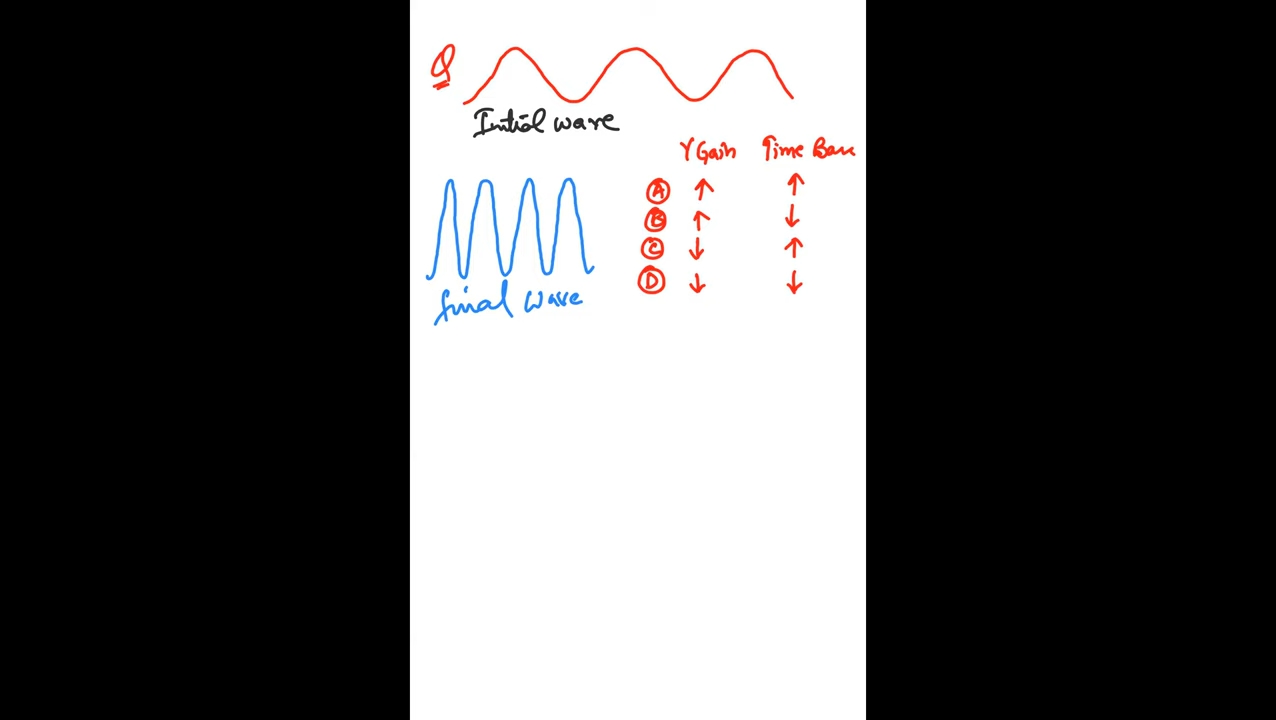 Q
Initial wave
Y Gain Time Base
A ↑ ↑
B ↑ ↓
C ↓ ↑
D ↓ ↓
final wave